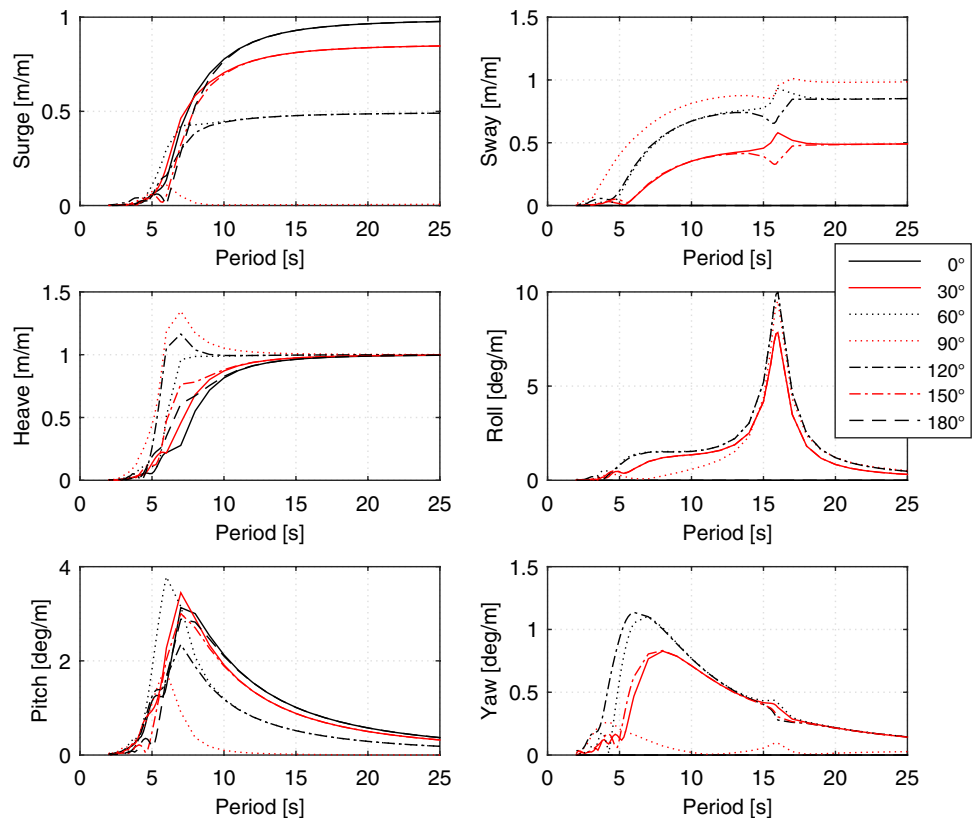 Surge [m/m]
1
0.5
0
0 5 10 15 20 25
Period [s]
Sway [m/m]
1.5
1
0.5
0
0 5 10 15 20 25
Period [s]
Heave [m/m]
1.5
1
0.5
0
0 5 10 15 20 25
Period [s]
Roll [deg/m]
10
5
0
0 5 10 15 20 25
Period [s]
0°
30°
60°
90°
120°
150°
180°
Pitch [deg/m]
4
2
0
0 5 10 15 20 25
Period [s]
Yaw [deg/m]
1.5
1
0.5
0
0 5 10 15 20 25
Period [s]